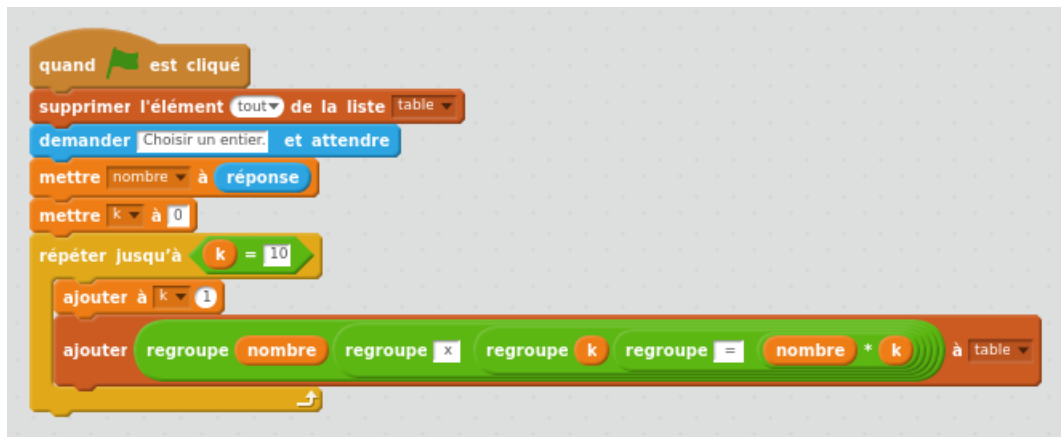 quand est cliqué
supprimer l'élément tout de la liste table
demander Choisir un entier. et attendre
mettre nombre à réponse
mettre k à 0
répéter jusqu'à k = 10
ajouter à k 1
ajouter regroupe nombre regroupe x regroupe k regroupe = nombre * k à table